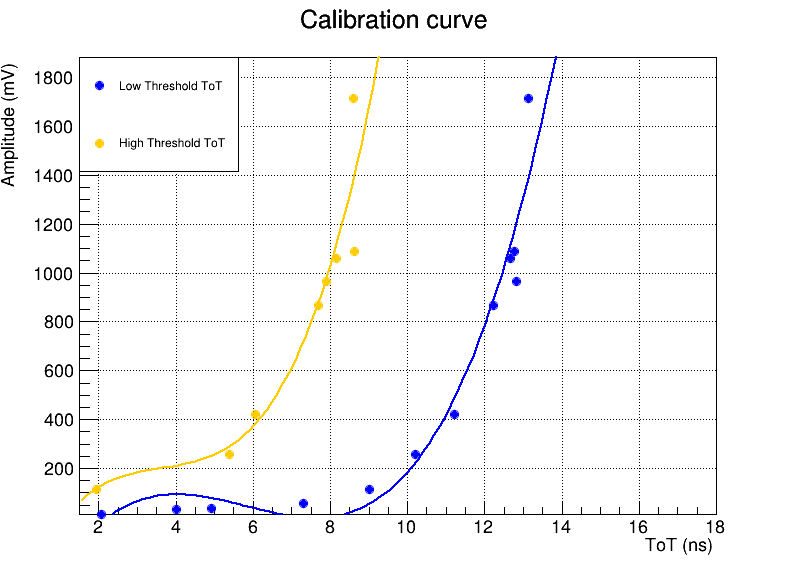 Calibration curve
Amplitude (mV)
Low Threshold ToT
High Threshold ToT
1800
1600
1400
1200
1000
800
600
400
200
2 4 6 8 10 12 14 16 18
ToT (ns)